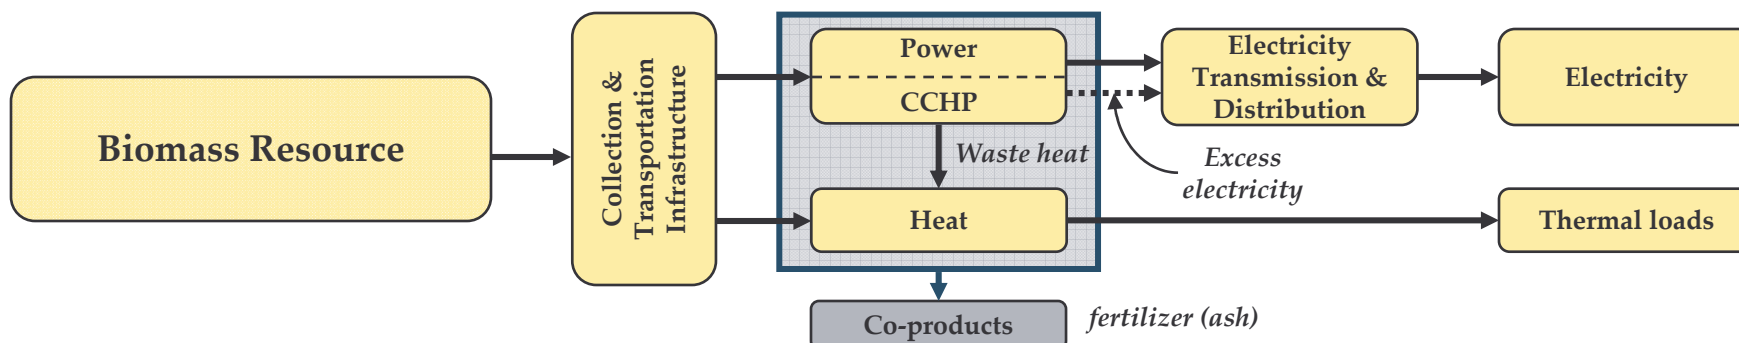 Biomass Resource
Collection &
Transportation
Infrastructure
Power
CCHP
Waste heat
Heat
Electricity
Transmission &
Distribution
Excess
electricity
Electricity
Thermal loads
Co-products
fertilizer (ash)